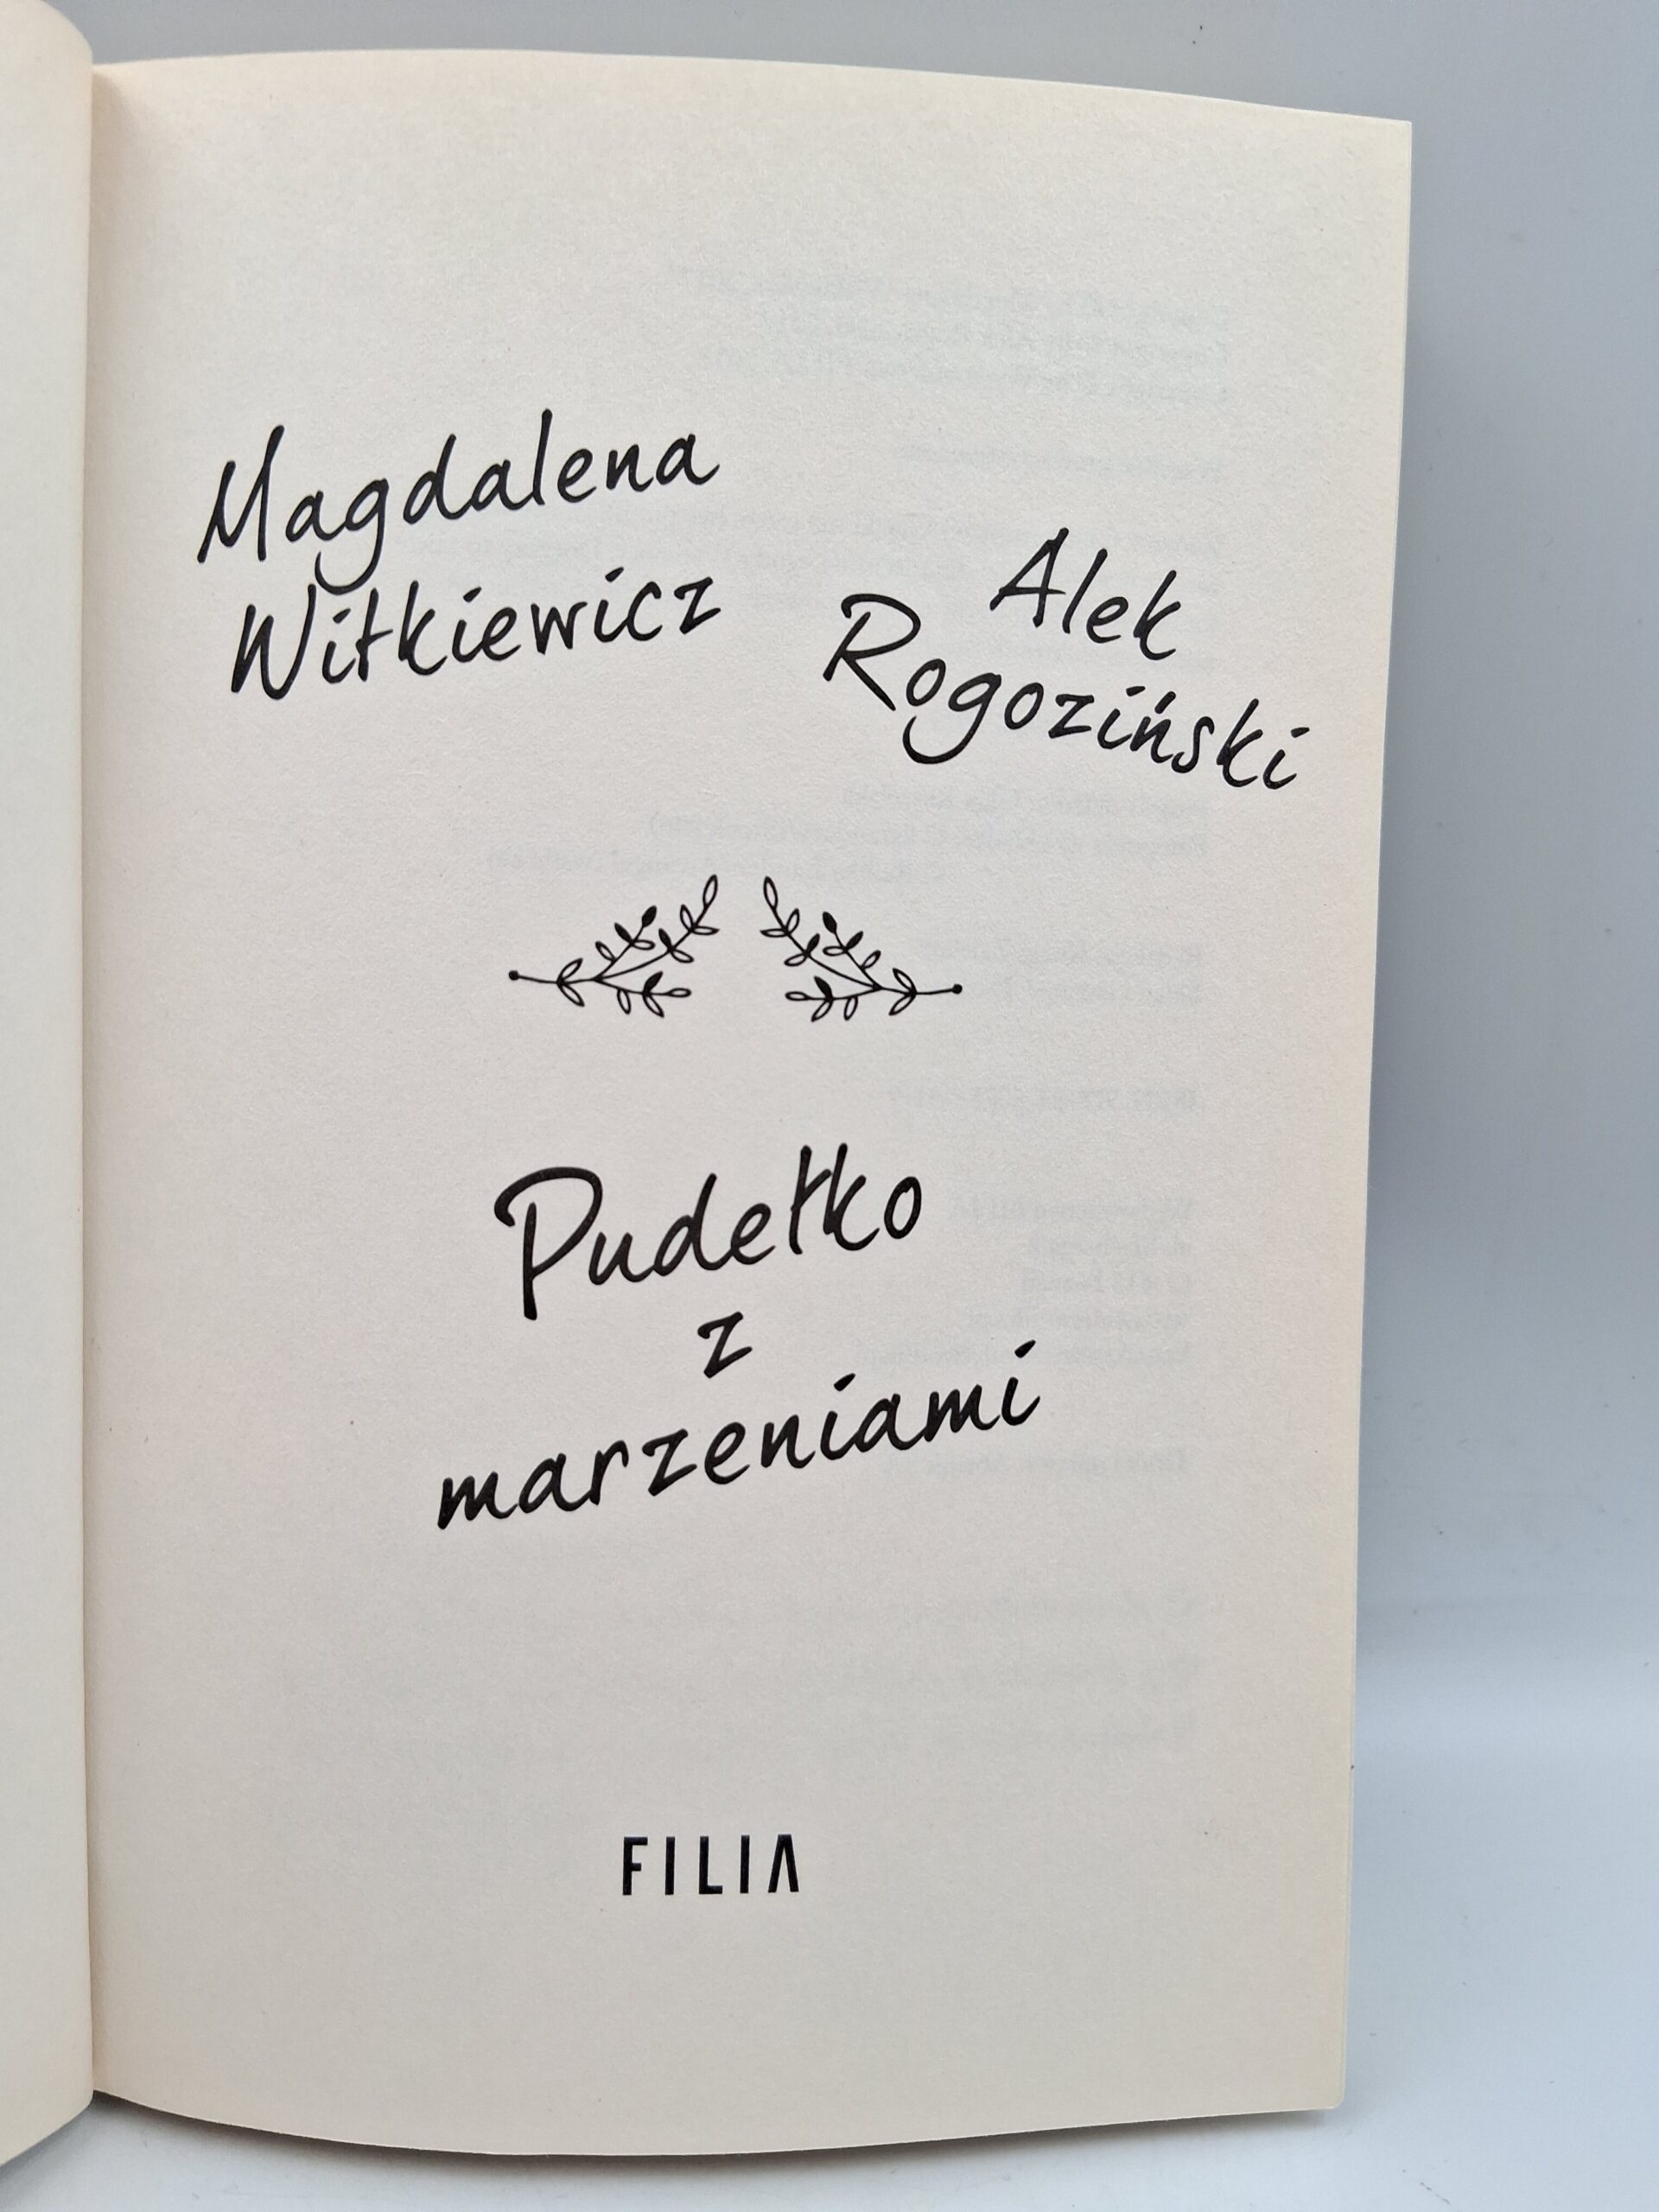 Magdalena
Witkiewicz
Alek
Rogoziński
Pudełko
z
marzeniami
FILIA